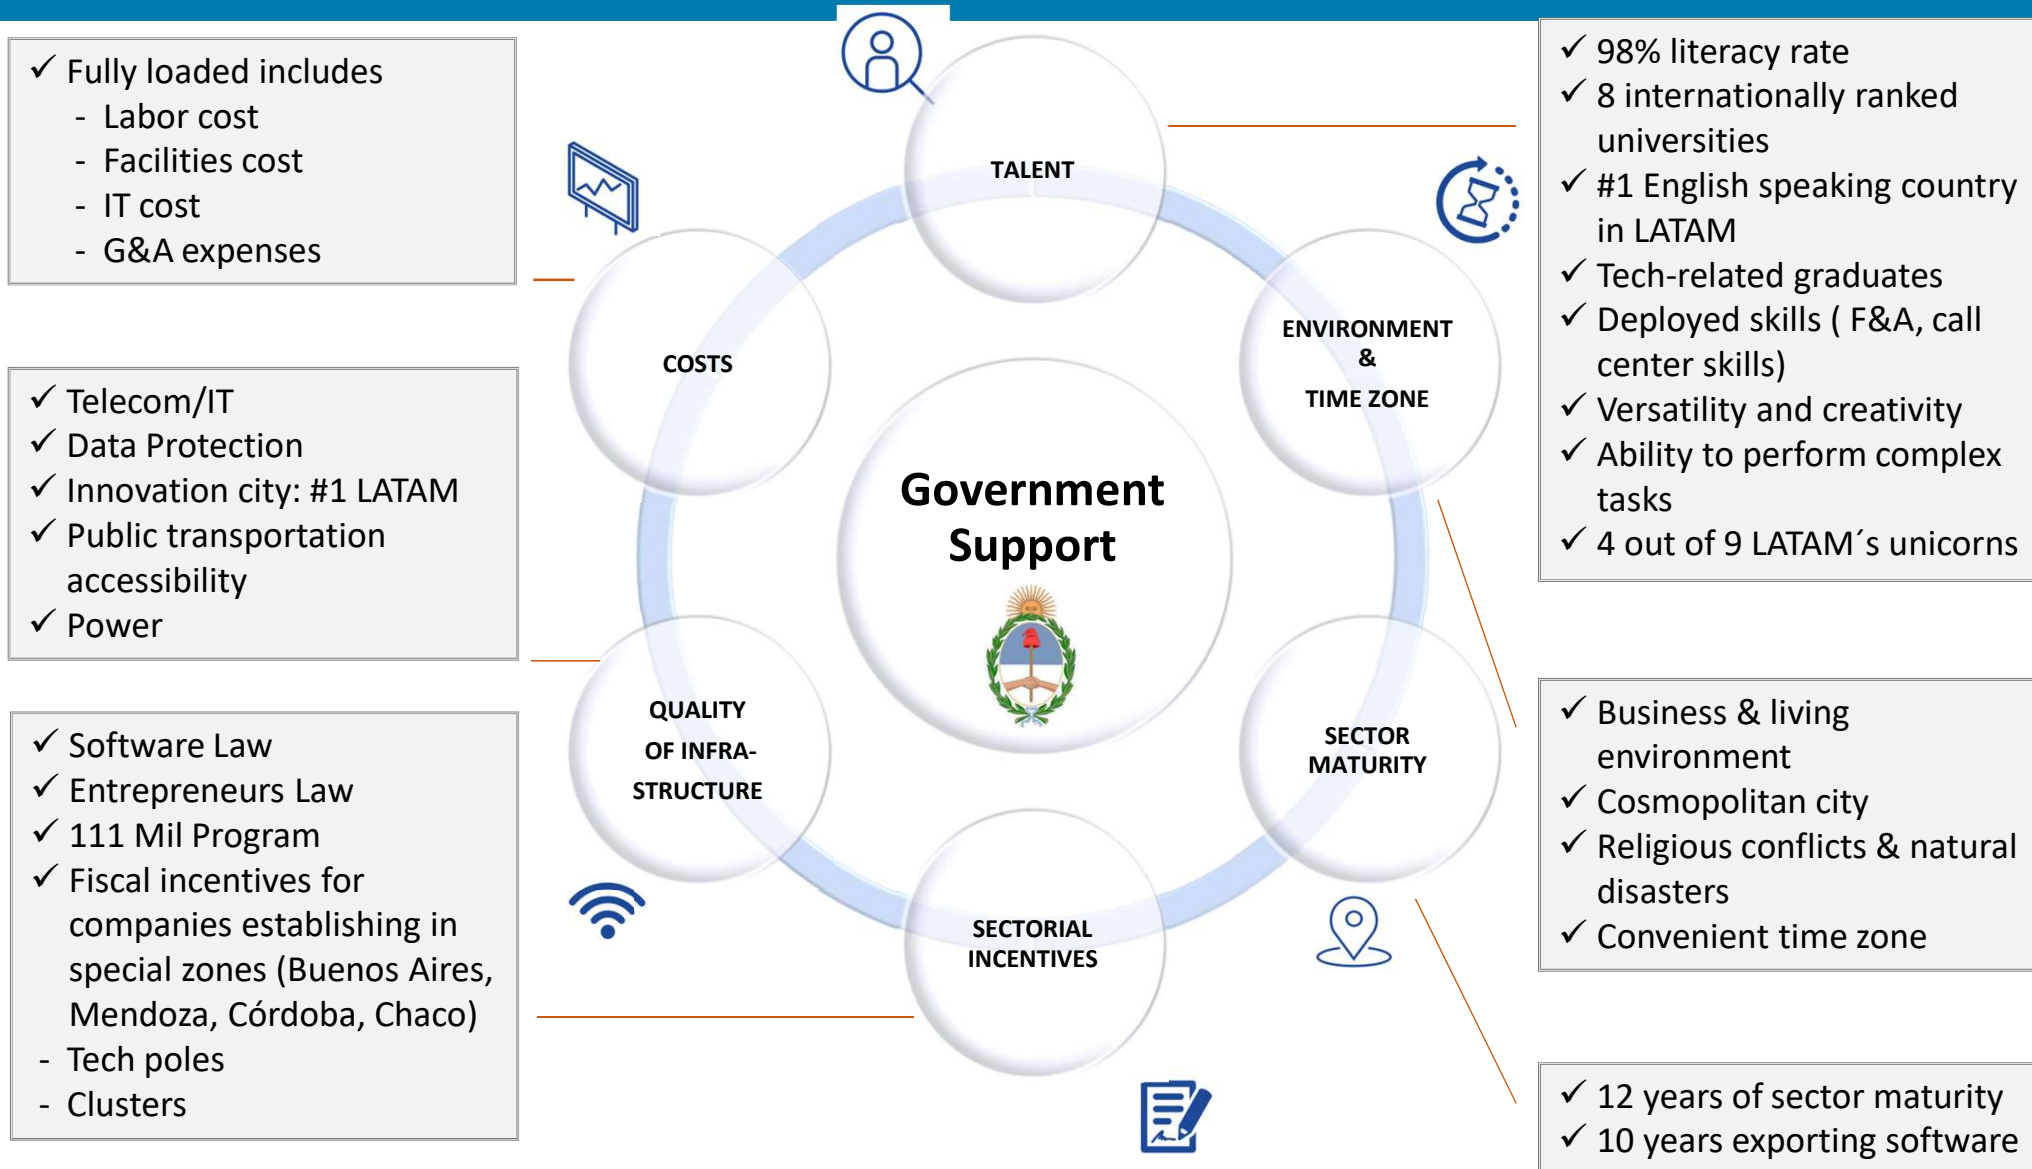 ✓ Fully loaded includes
- Labor cost
- Facilities cost
- IT cost
- G&A expenses
✓ Telecom/IT
✓ Data Protection
✓ Innovation city: #1 LATAM
✓ Public transportation
accessibility
✓ Power
✓ Software Law
✓ Entrepreneurs Law
✓ 111 Mil Program
✓ Fiscal incentives for
companies establishing in
special zones (Buenos Aires,
Mendoza, Córdoba, Chaco)
- Tech poles
- Clusters
TALENT
COSTS
ENVIRONMENT
&
TIME ZONE
Government
Support
QUALITY
OF INFRA-
STRUCTURE
SECTOR
MATURITY
SECTORIAL
INCENTIVES
✓ 98% literacy rate
✓ 8 internationally ranked
universities
✓ #1 English speaking country
in LATAM
✓ Tech-related graduates
✓ Deployed skills ( F&A, call
center skills)
✓ Versatility and creativity
✓ Ability to perform complex
tasks
✓ 4 out of 9 LATAM´s unicorns
✓ Business & living
environment
✓ Cosmopolitan city
✓ Religious conflicts & natural
disasters
✓ Convenient time zone
✓ 12 years of sector maturity
✓ 10 years exporting software